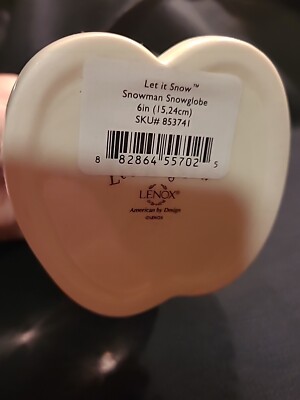 Let it Snow™
Snowman Snowglobe
6in (15,24cm)
SKU# 853741
8 82864 55702 5
LENOX®
American by Design